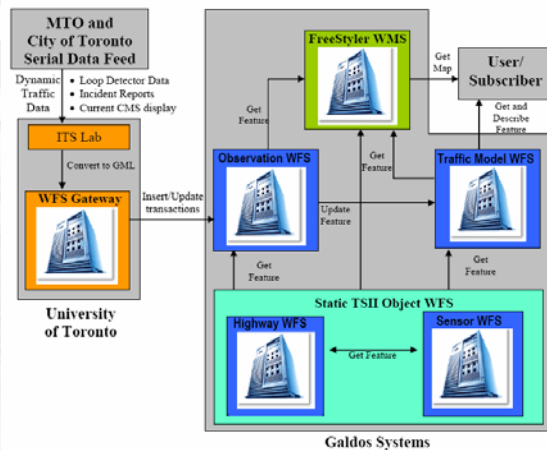 MTO and
City of Toronto
Serial Data Feed
Dynamic
Traffic
Data
• Loop Detector Data
• Incident Reports
• Current CMS display
ITS Lab
Convert to GML
WFS Gateway
Insert/Update
transactions
University
of Toronto
FreeStyler WMS
Get
Map
User/
Subscriber
Get
Feature
Get and
Describe
Feature
Observation WFS
Get
Feature
Traffic Model WFS
Update
Feature
Get
Feature
Get
Feature
Static TSII Object WFS
Highway WFS
Sensor WFS
Get Feature
Galdos Systems